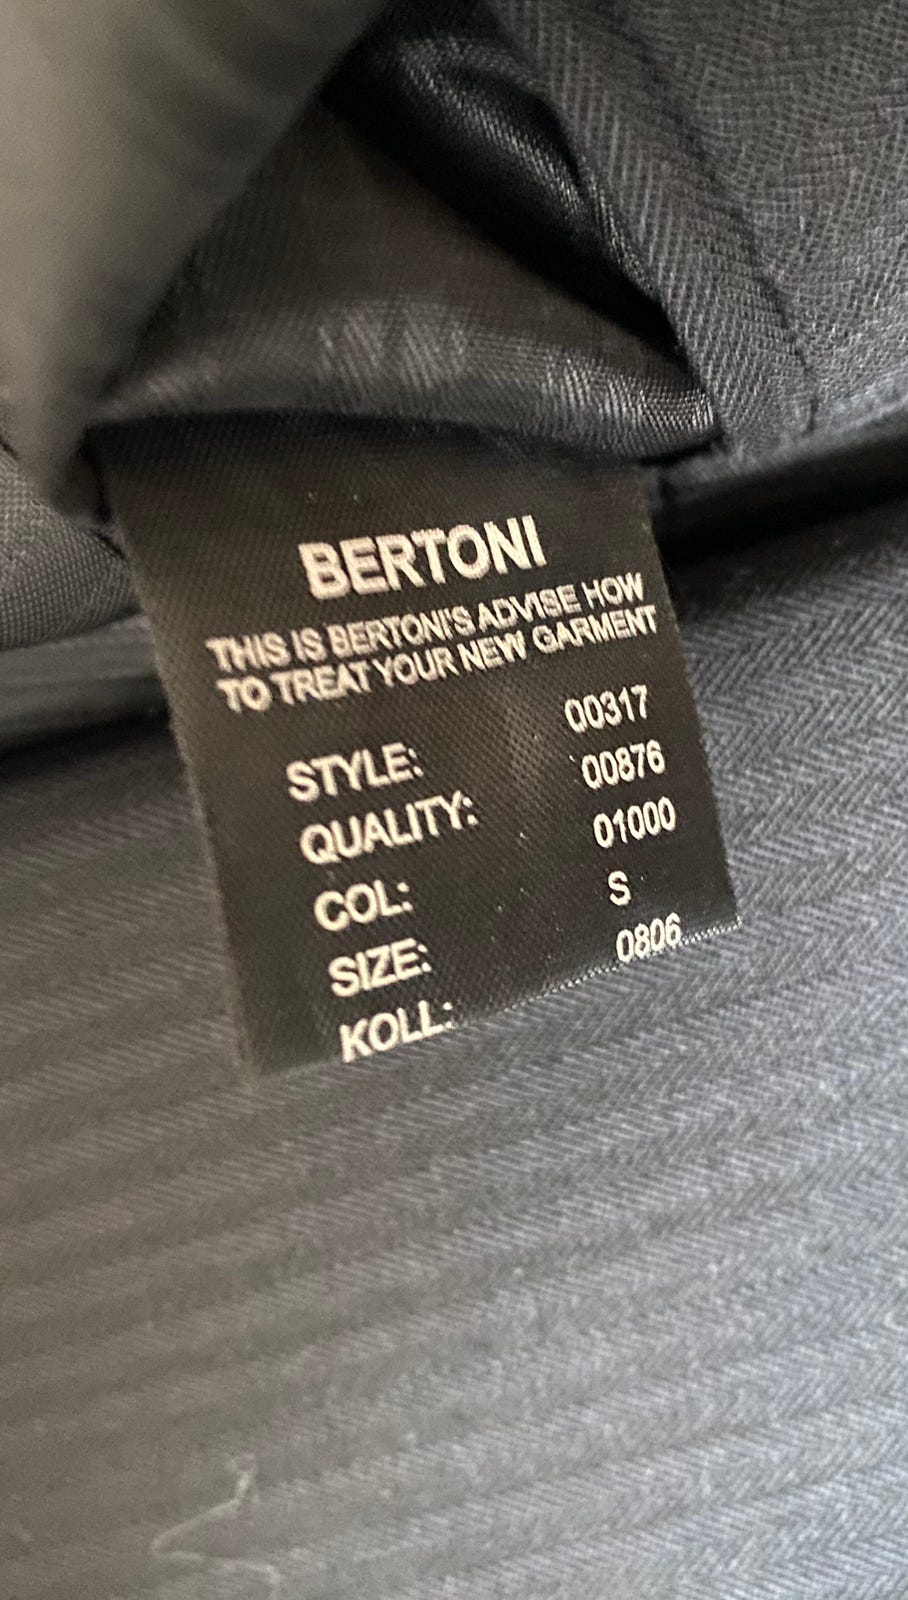 BERTONI
THIS IS BERTONI'S ADVISE HOW
TO TREAT YOUR NEW GARMENT
STYLE: 00317
QUALITY: 00876
COL: 01000
SIZE: S
KOLL: 0806